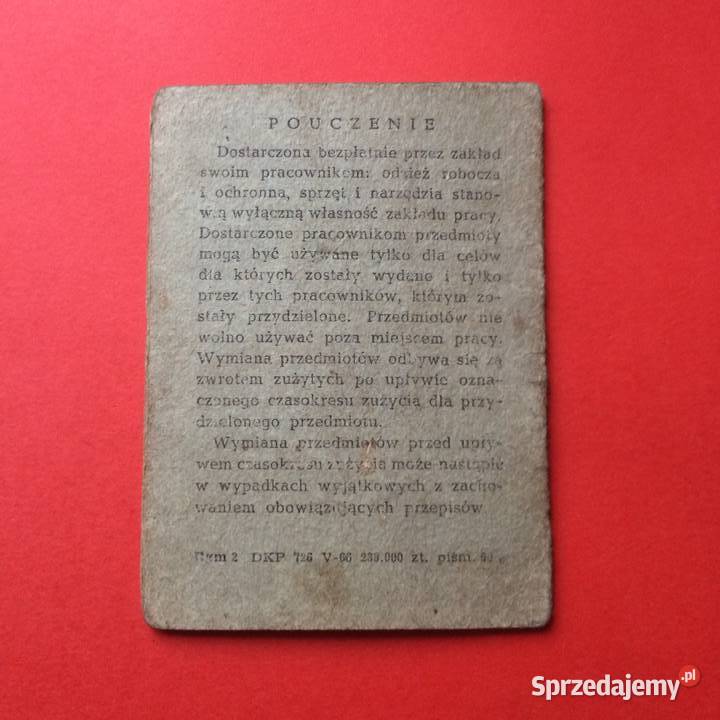 POUCZENIE
Dostarczona bezpłatnie przez zakład
swoim pracownikom: odzież robocza
i ochronna, sprzęt i narzędzia stano-
wią wyłączną własność zakładu pracy.
Dostarczone pracownikom przedmioty
mogą być używane tylko dla celów
dla których zostały wydane i tylko
przez tych pracowników, którym zo-
stały przydzielone. Przedmiotów nie
wolno używać poza miejscem pracy.
Wymiana przedmiotów odbywa się za
zwrotem zużytych po upływie ozna-
czonego czasokresu zużycia dla przy-
dzielonego przedmiotu.
Wymiana przedmiotów przed upły-
wem czasokresu zużycia może nastąpić
w wypadkach wyjątkowych z zacho-
waniem obowiązujących przepisów
2 DKP 726 V-66 zł. piśm.
Sprzedajemy.pl